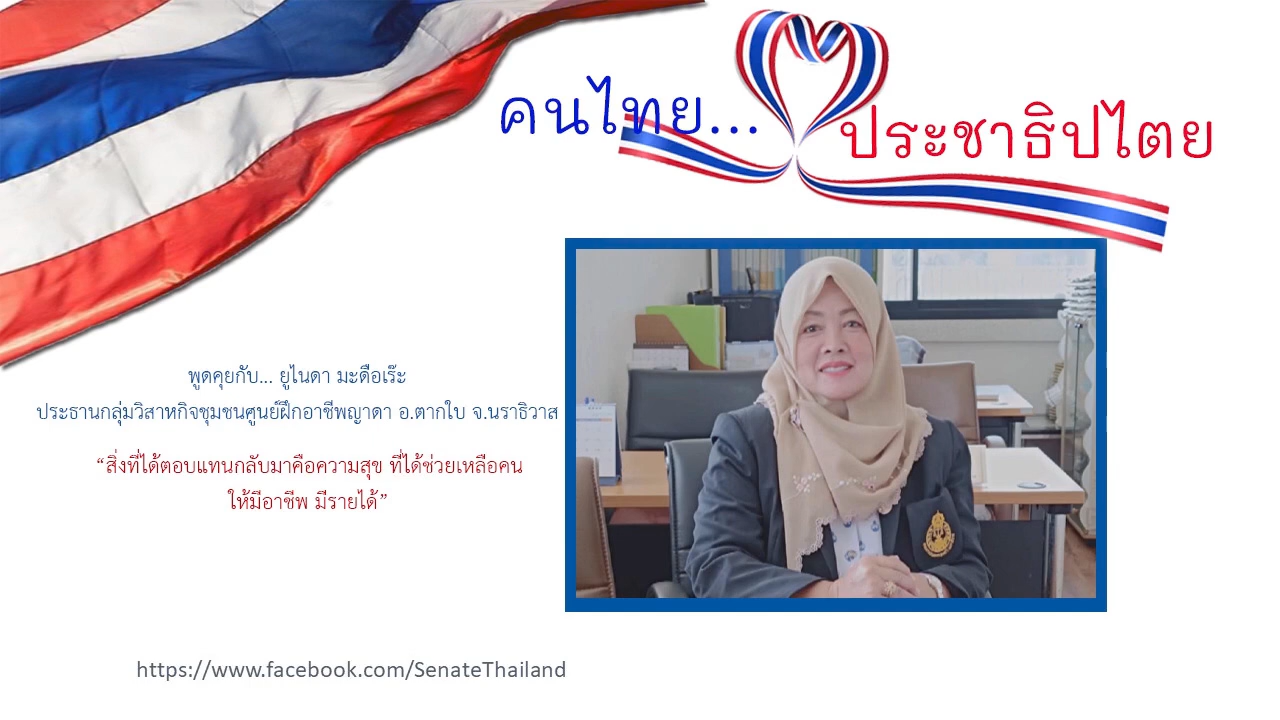 คนไทย...
ประชาธิปไตย
พูดคุยกับ... ยูไนดา มะดือเร๊ะ
ประธานกลุ่มวิสาหกิจชุมชนศูนย์ฝึกอาชีพญาดา อ.ตากใบ จ.นราธิวาส
“สิ่งที่ได้ตอบแทนกลับมาคือความสุข ที่ได้ช่วยเหลือคน
ให้มีอาชีพ มีรายได้”
https://www.facebook.com/SenateThailand